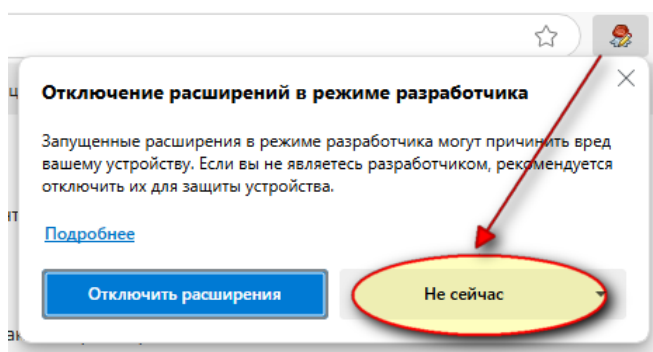 Отключение расширений в режиме разработчика
Запущенные расширения в режиме разработчика могут причинить вред
вашему устройству. Если вы не являетесь разработчиком, рекомендуется
отключить их для защиты устройства.
Подробнее
Отключить расширения
Не сейчас